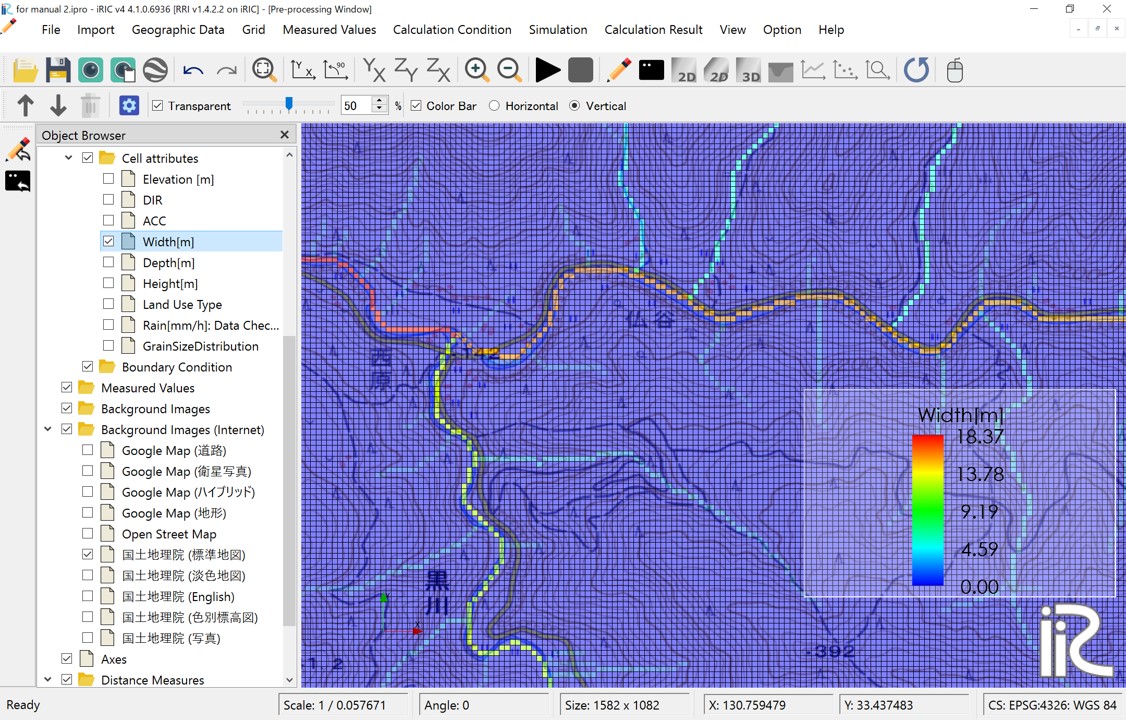 for manual 2.ipro - iRIC v4 4.1.0.6936 [RRI v1.4.2.2 on iRIC] - [Pre-processing Window]
File Import Geographic Data Grid Measured Values Calculation Condition Simulation Calculation Result View Option Help
2D 2D 3D
Transparent 50 % Color Bar Horizontal Vertical
Object Browser
Cell attributes
Elevation [m]
DIR
ACC
Width[m]
Depth[m]
Height[m]
Land Use Type
Rain[mm/h]: Data Chec...
GrainSizeDistribution
Boundary Condition
Measured Values
Background Images
Background Images (Internet)
Google Map (道路)
Google Map (衛星写真)
Google Map (ハイブリッド)
Google Map (地形)
Open Street Map
国土地理院 (標準地図)
国土地理院 (淡色地図)
国土地理院 (English)
国土地理院 (色別標高図)
国土地理院 (写真)
Axes
Distance Measures
仏谷
西原
黒川
392
Width[m]
18.37
13.78
9.19
4.59
0.00
iRIC
Ready Scale: 1 / 0.057671 Angle: 0 Size: 1582 x 1082 X: 130.759479 Y: 33.437483 CS: EPSG:4326: WGS 84